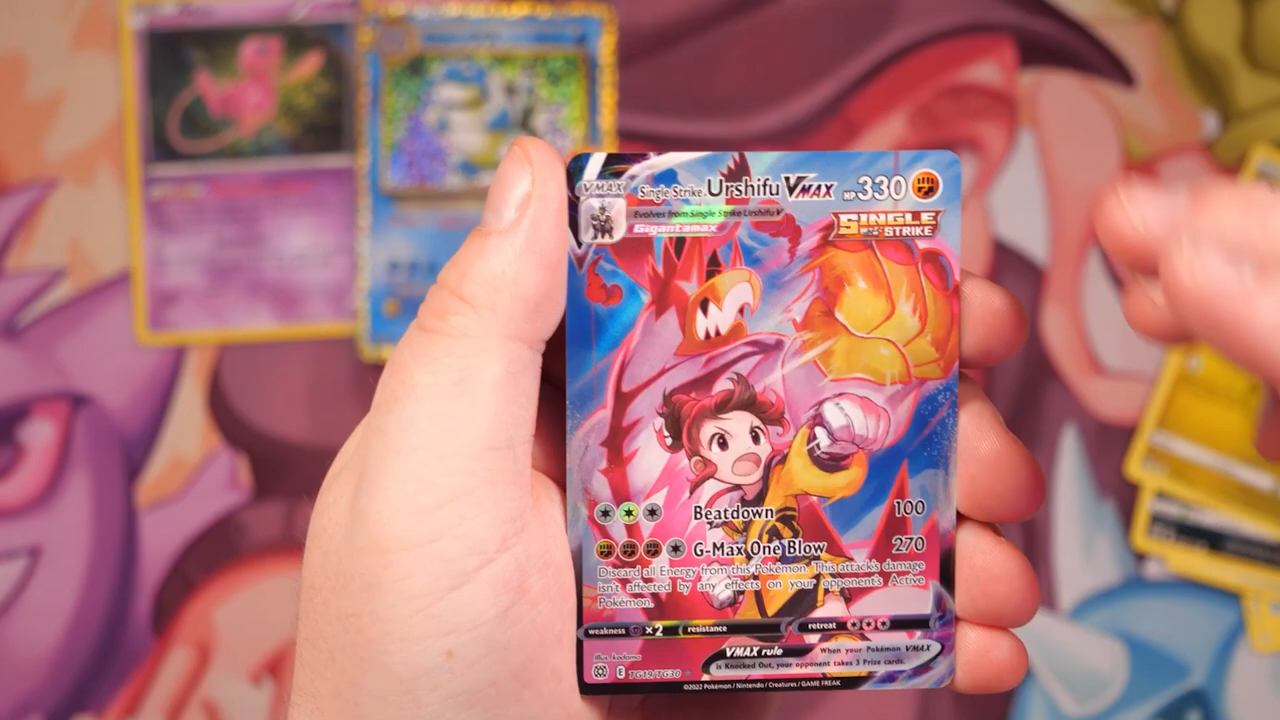 VMAX Single Strike Urshifu VMAX HP 330
Evolves from Single Strike Urshifu V
Gigantamax
SINGLE
STRIKE
Beatdown 100
G-Max One Blow 270
Discard all Energy from this Pokémon. This attack's damage
isn't affected by any effects on your opponent's Active
Pokémon.
weakness ×2 resistance retreat
VMAX rule When your Pokémon VMAX
is Knocked Out, your opponent takes 3 Prize cards.
Illus. kodama
E TG19/TG30
©2022 Pokémon / Nintendo / Creatures / GAME FREAK